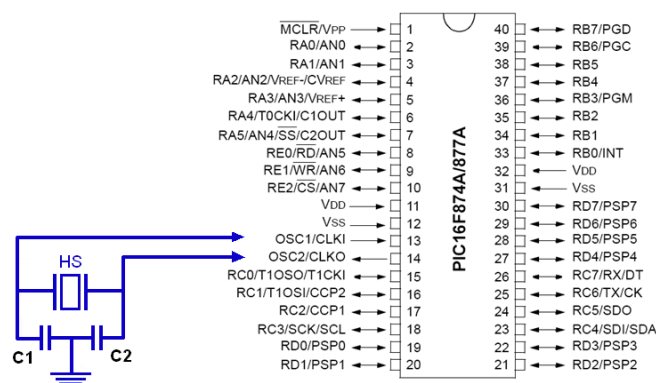 MCLR/VPP 1 40 RB7/PGD
RA0/AN0 2 39 RB6/PGC
RA1/AN1 3 38 RB5
RA2/AN2/VREF-/CVREF 4 37 RB4
RA3/AN3/VREF+ 5 36 RB3/PGM
RA4/T0CKI/C1OUT 6 35 RB2
RA5/AN4/SS/C2OUT 7 34 RB1
RE0/RD/AN5 8 33 RB0/INT
RE1/WR/AN6 9 32 VDD
RE2/CS/AN7 10 31 VSS
VDD 11 30 RD7/PSP7
VSS 12 29 RD6/PSP6
OSC1/CLKI 13 28 RD5/PSP5
OSC2/CLKO 14 27 RD4/PSP4
RC0/T1OSO/T1CKI 15 26 RC7/RX/DT
RC1/T1OSI/CCP2 16 25 RC6/TX/CK
RC2/CCP1 17 24 RC5/SDO
RC3/SCK/SCL 18 23 RC4/SDI/SDA
RD0/PSP0 19 22 RD3/PSP3
RD1/PSP1 20 21 RD2/PSP2
PIC16F874A/877A
HS
C1 C2